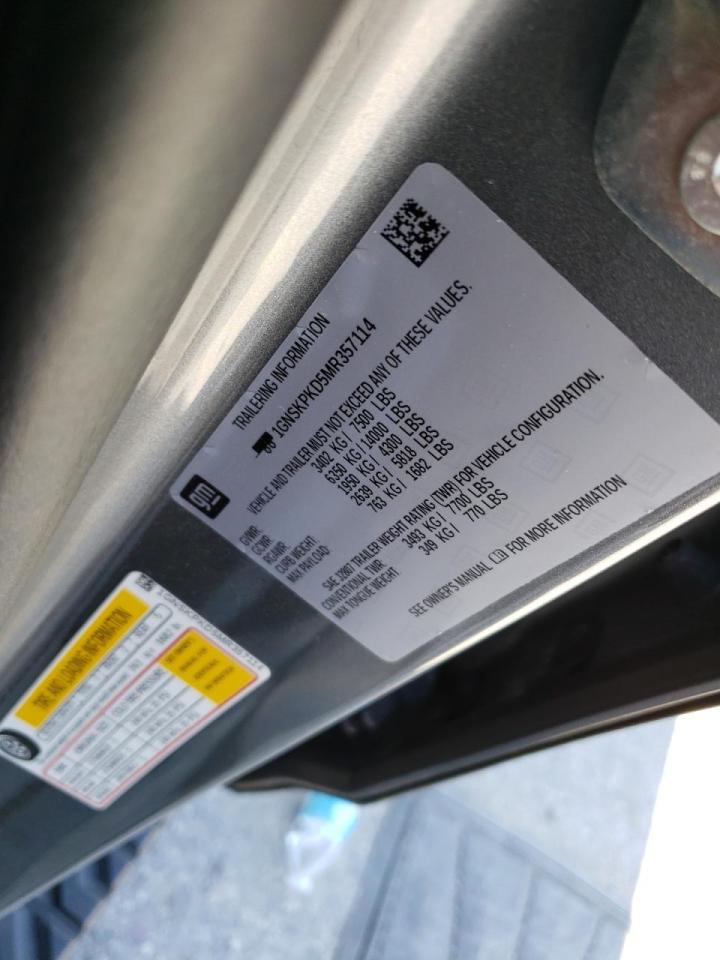 TRAILERING INFORMATION
1GNSKPKD5MR357114
VEHICLE AND TRAILER MUST NOT EXCEED ANY OF THESE VALUES.
GVWR: 3402 KG / 7500 LBS
GCWR: 6350 KG / 14000 LBS
RGAWR: 1950 KG / 4300 LBS
CURB WEIGHT: 2639 KG / 5818 LBS
MAX PAYLOAD: 763 KG / 1682 LBS
SAE J2807 TRAILER WEIGHT RATING (TWR) FOR VEHICLE CONFIGURATION.
CONVENTIONAL TWR: 3493 KG / 7700 LBS
MAX TONGUE WEIGHT: 349 KG / 770 LBS
SEE OWNER'S MANUAL FOR MORE INFORMATION
gm
1GNSKPKD5MR357114
TIRE AND LOADING INFORMATION